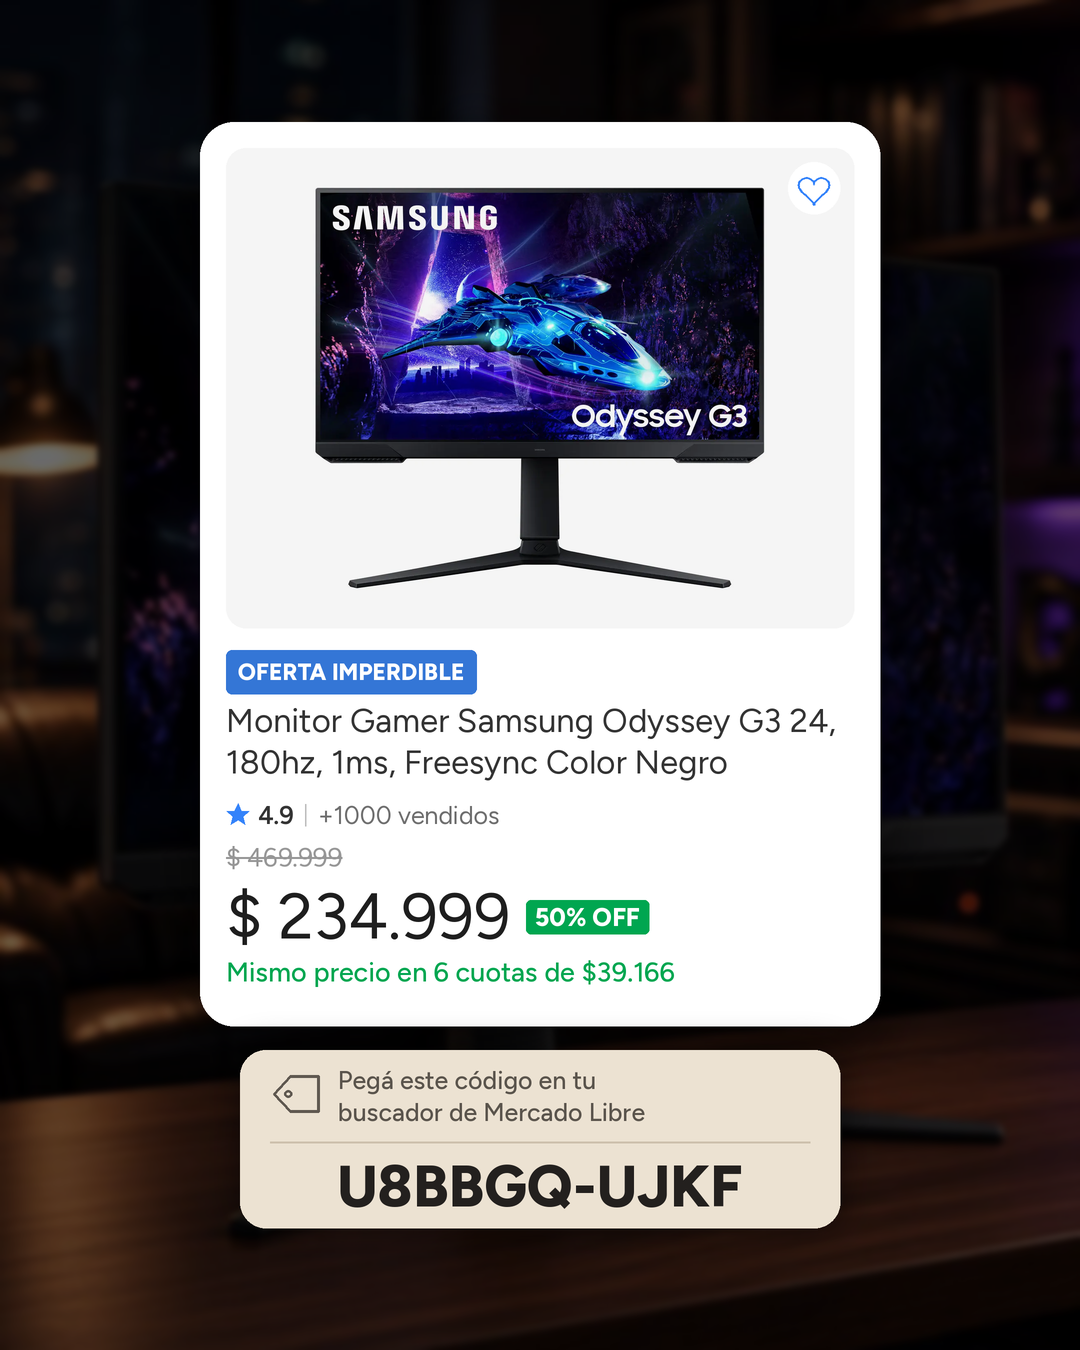 SAMSUNG
Odyssey G3
OFERTA IMPERDIBLE
Monitor Gamer Samsung Odyssey G3 24,
180hz, 1ms, Freesync Color Negro
4.9 | +1000 vendidos
$ 469.999
$ 234.999 50% OFF
Mismo precio en 6 cuotas de $39.166
Pegá este código en tu
buscador de Mercado Libre
U8BBGQ-UJKF